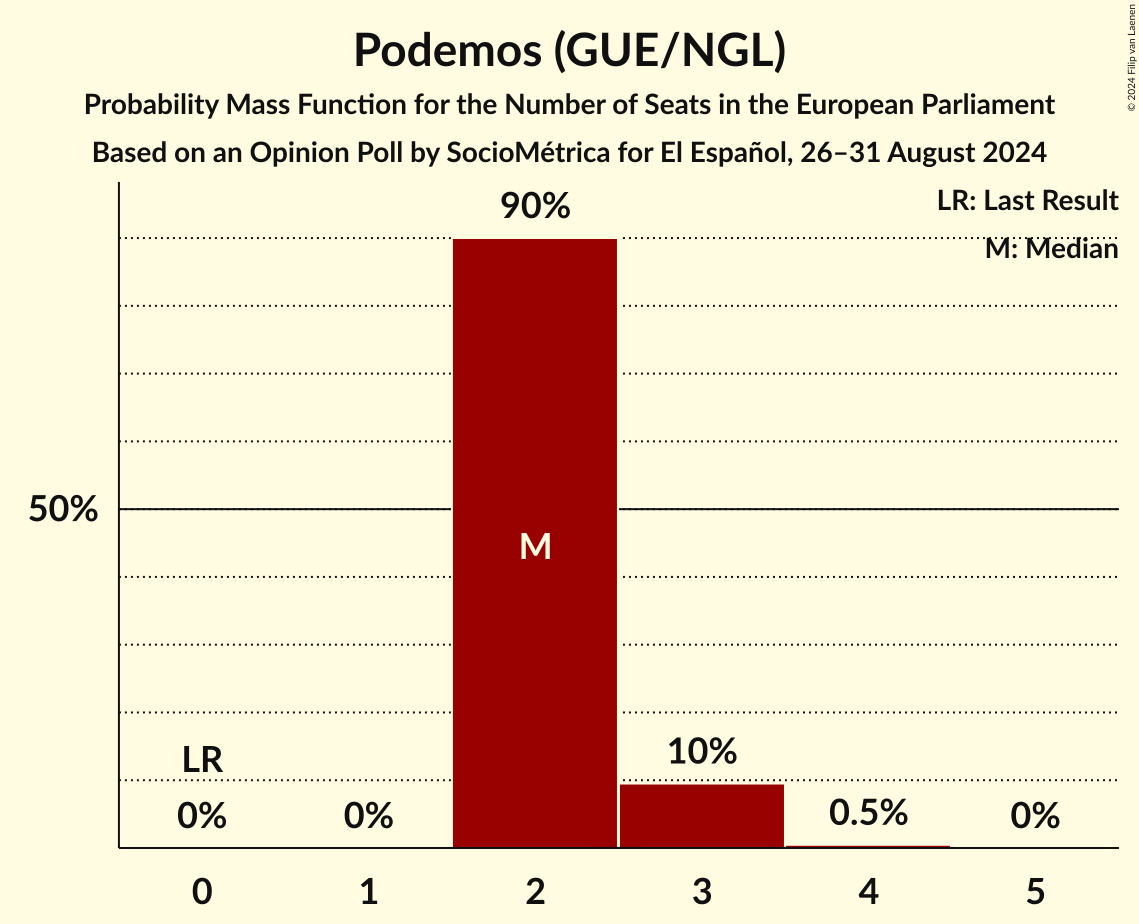 Podemos (GUE/NGL)
Probability Mass Function for the Number of Seats in the European Parliament
Based on an Opinion Poll by SocioMétrica for El Español, 26–31 August 2024
© 2024 Filip van Laenen
LR: Last Result
M: Median
90%
50%
M
LR
0%
0%
10%
0.5%
0%
0
1
2
3
4
5